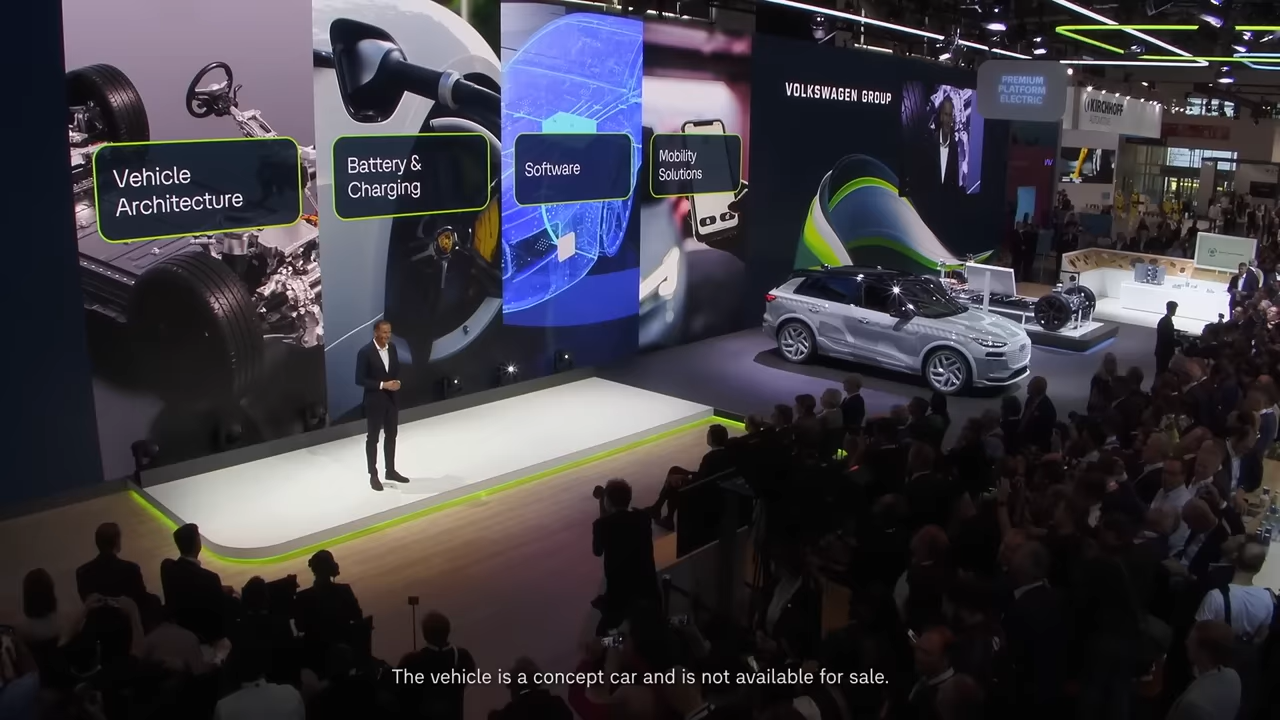 Vehicle
Architecture
Battery &
Charging
Software
Mobility
Solutions
VOLKSWAGEN GROUP
PREMIUM
PLATFORM
ELECTRIC
KIRCHHOFF
AUTOMOTIVE
The vehicle is a concept car and is not available for sale.